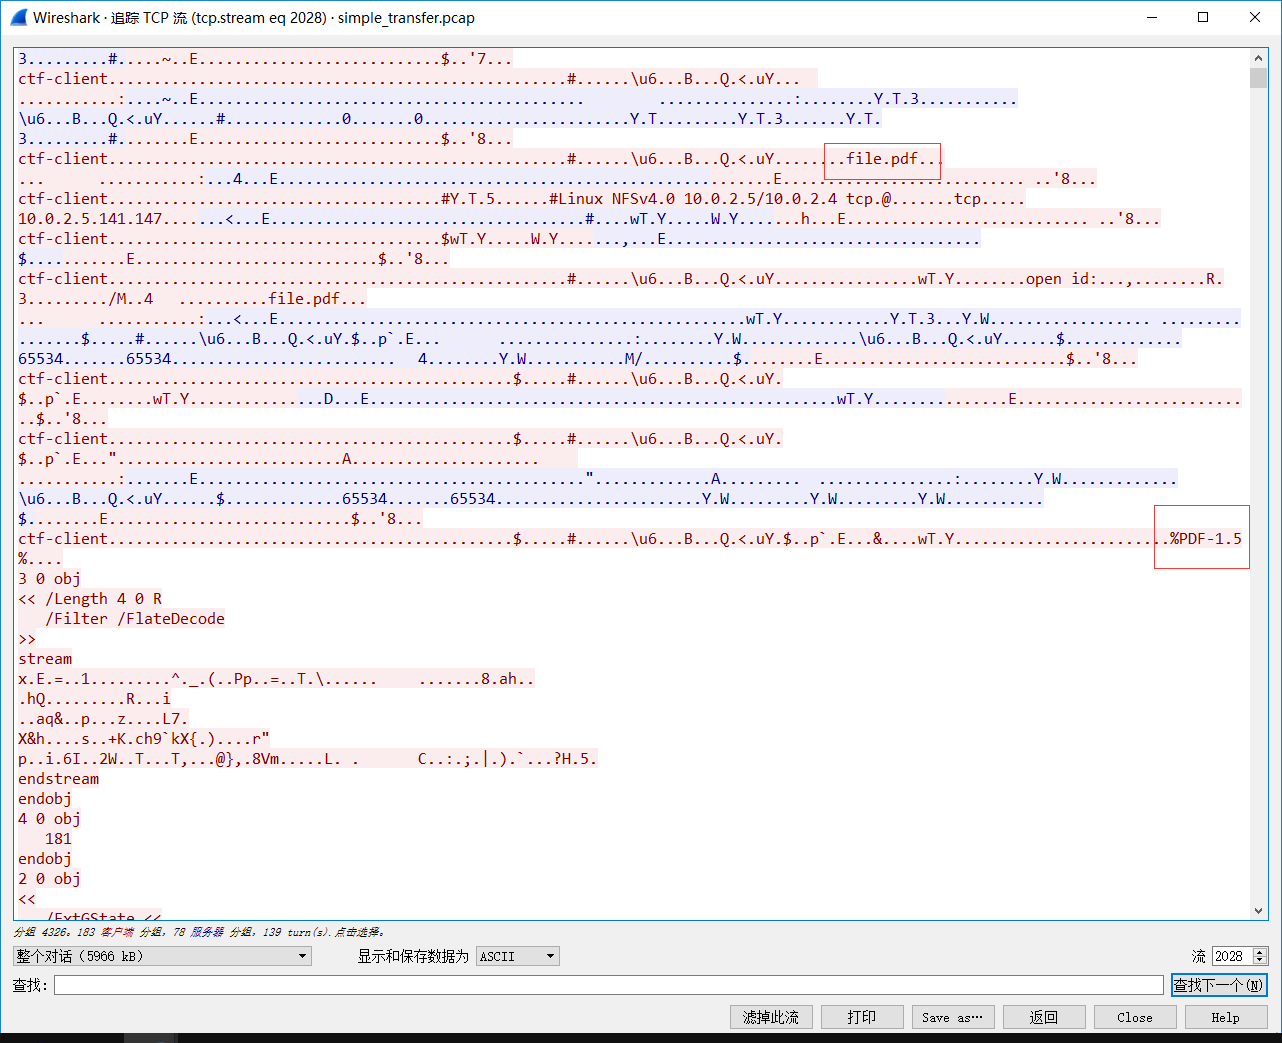 Wireshark · 追踪 TCP 流 (tcp.stream eq 2028) · simple_transfer.pcap
3.........#.....~..E...........................$..'7...
ctf-client...................................................#......\u6...B...Q.<.uY...
...........:....~..E........................................... ...............:........Y.T.3...........
\u6...B...Q.<.uY......#.............0.......0.......................Y.T.........Y.T.3.......Y.T.
3.........#........E...........................$..'8...
ctf-client...................................................#......\u6...B...Q.<.uY........file.pdf...
... ...........:...4...E................................................E........................... ..'8...
ctf-client.....................................#Y.T.5......#Linux NFSv4.0 10.0.2.5/10.0.2.4 tcp.@.......tcp.....
10.0.2.5.141.147.......<...E...................................#....wT.Y.....W.Y.......h...E........................... ..'8...
ctf-client.....................................$wT.Y.....W.Y.......,...E...................................
$............E...........................$..'8...
ctf-client...................................................#......\u6...B...Q.<.uY................wT.Y........open id:...,........R.
3........./M..4 ..........file.pdf...
... ...........:...<...E....................................................wT.Y............Y.T.3...Y.W.................. .........
.......$.....#......\u6...B...Q.<.uY.$..p`.E... ...............:........Y.W.............\u6...B...Q.<.uY......$.............
65534.......65534........................... 4........Y.W...........M/..........$........E...........................$..'8...
ctf-client.............................................$.....#......\u6...B...Q.<.uY.
$..p`.E........wT.Y...............D...E....................................................wT.Y...............E.........................
..$..'8...
ctf-client.............................................$.....#......\u6...B...Q.<.uY.
$..p`.E...".........................A.....................
...........:.......E...........................................".............A.......... ...............:........Y.W.............
\u6...B...Q.<.uY......$.............65534.......65534.......................Y.W.........Y.W.........Y.W...........
$........E...........................$..'8...
ctf-client.............................................$.....#......\u6...B...Q.<.uY.$..p`.E...&....wT.Y........................%PDF-1.5
%....
3 0 obj
<< /Length 4 0 R
/Filter /FlateDecode
>>
stream
x.E.=..1.........^._.(..Pp..=..T.\...... .......8.ah..
.hQ.........R...i
..aq&..p...z....L7.
X&h....s..+K.ch9`kX{.)....r"
p..i.6I..2W..T...T,...@},.8Vm.....L. . C..:.;.|.).`...?H.5.
endstream
endobj
4 0 obj
181
endobj
2 0 obj
<<
/ExtGState <<
分组 4326。183 客户端 分组, 78 服务器 分组, 139 turn(s).点击选择。
整个对话（5966 kB） 显示和保存数据为 ASCII 流 2028
查找: 查找下一个(N)
滤掉此流 打印 Save as… 返回 Close Help